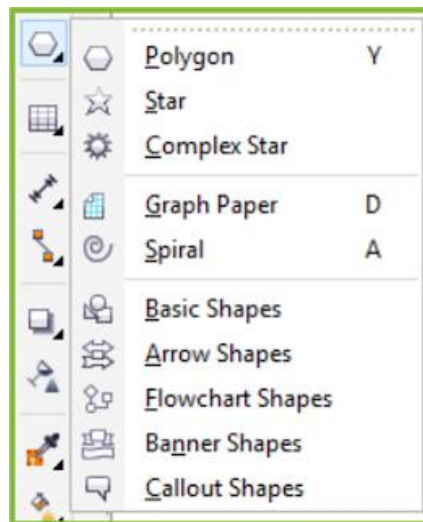 Polygon Y
Star
Complex Star
Graph Paper D
Spiral A
Basic Shapes
Arrow Shapes
Flowchart Shapes
Banner Shapes
Callout Shapes